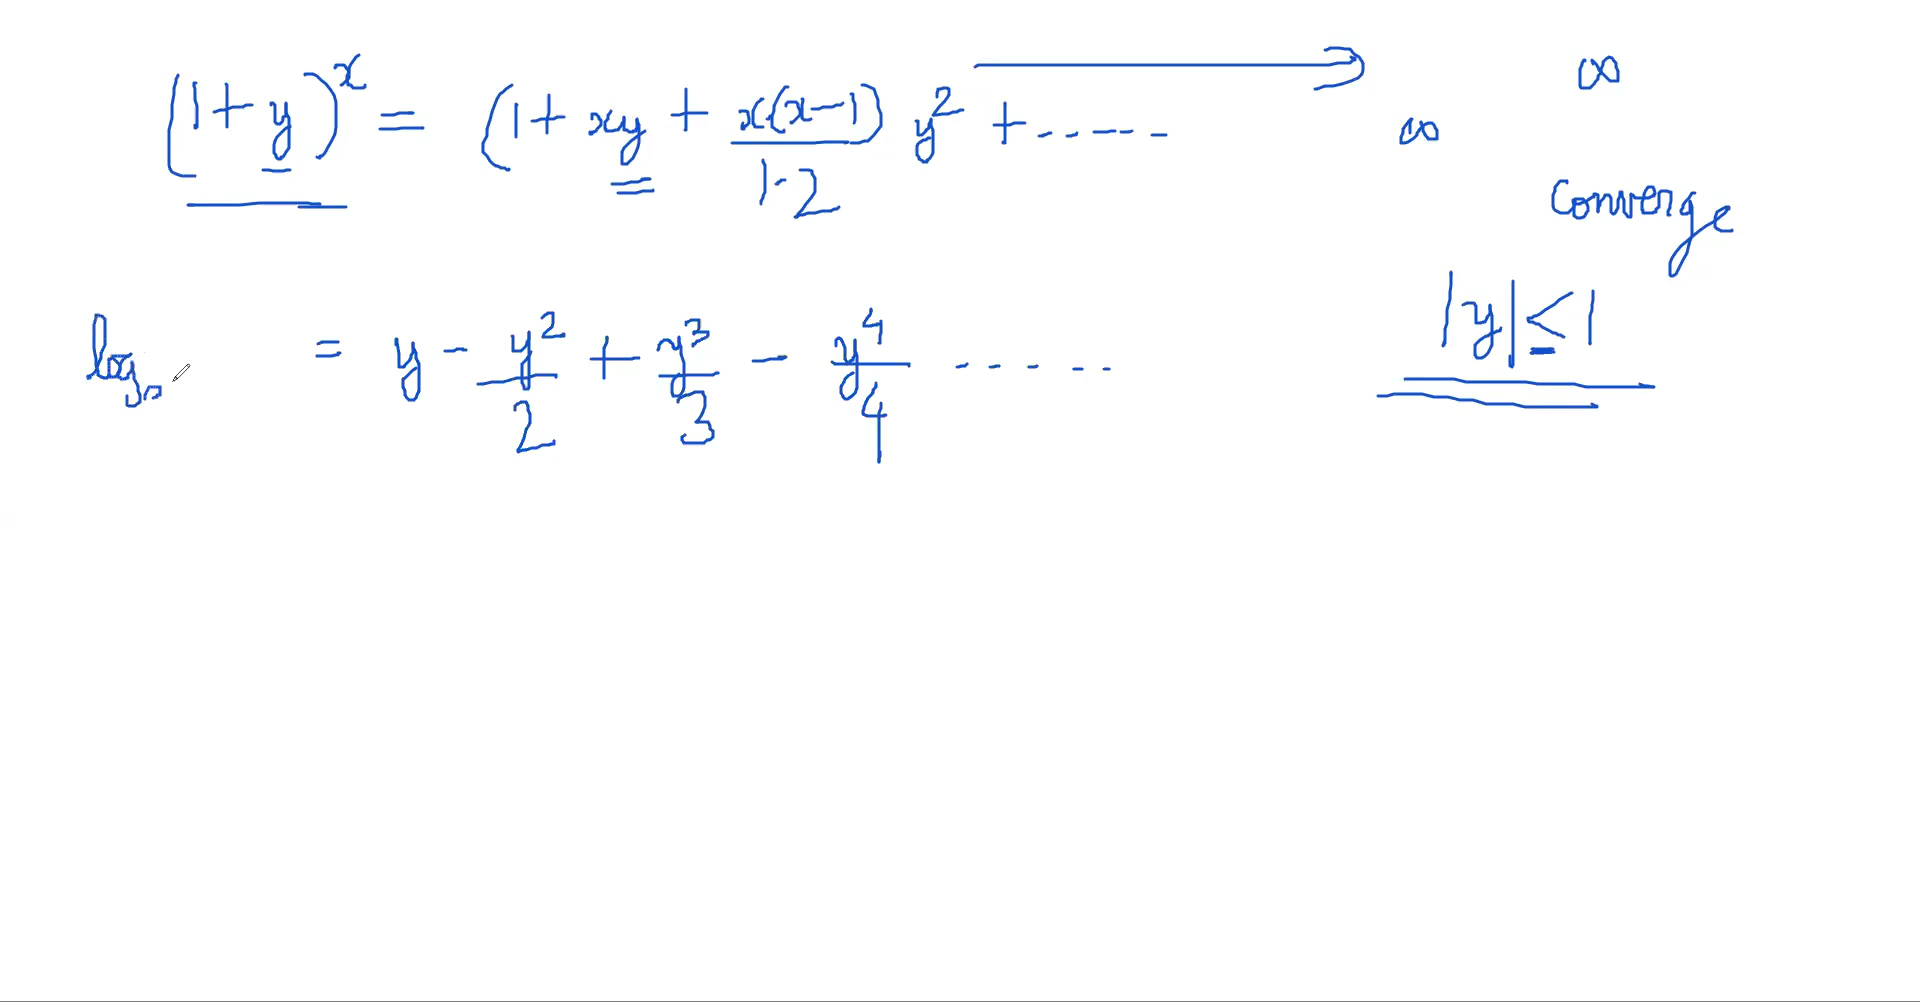 (1 + y)^x = (1 + xy + x(x-1)/1·2 y^2 + ----- ∞ ∞
converge
|y| ≤ 1
log = y - y^2/2 + y^3/3 - y^4/4 ------